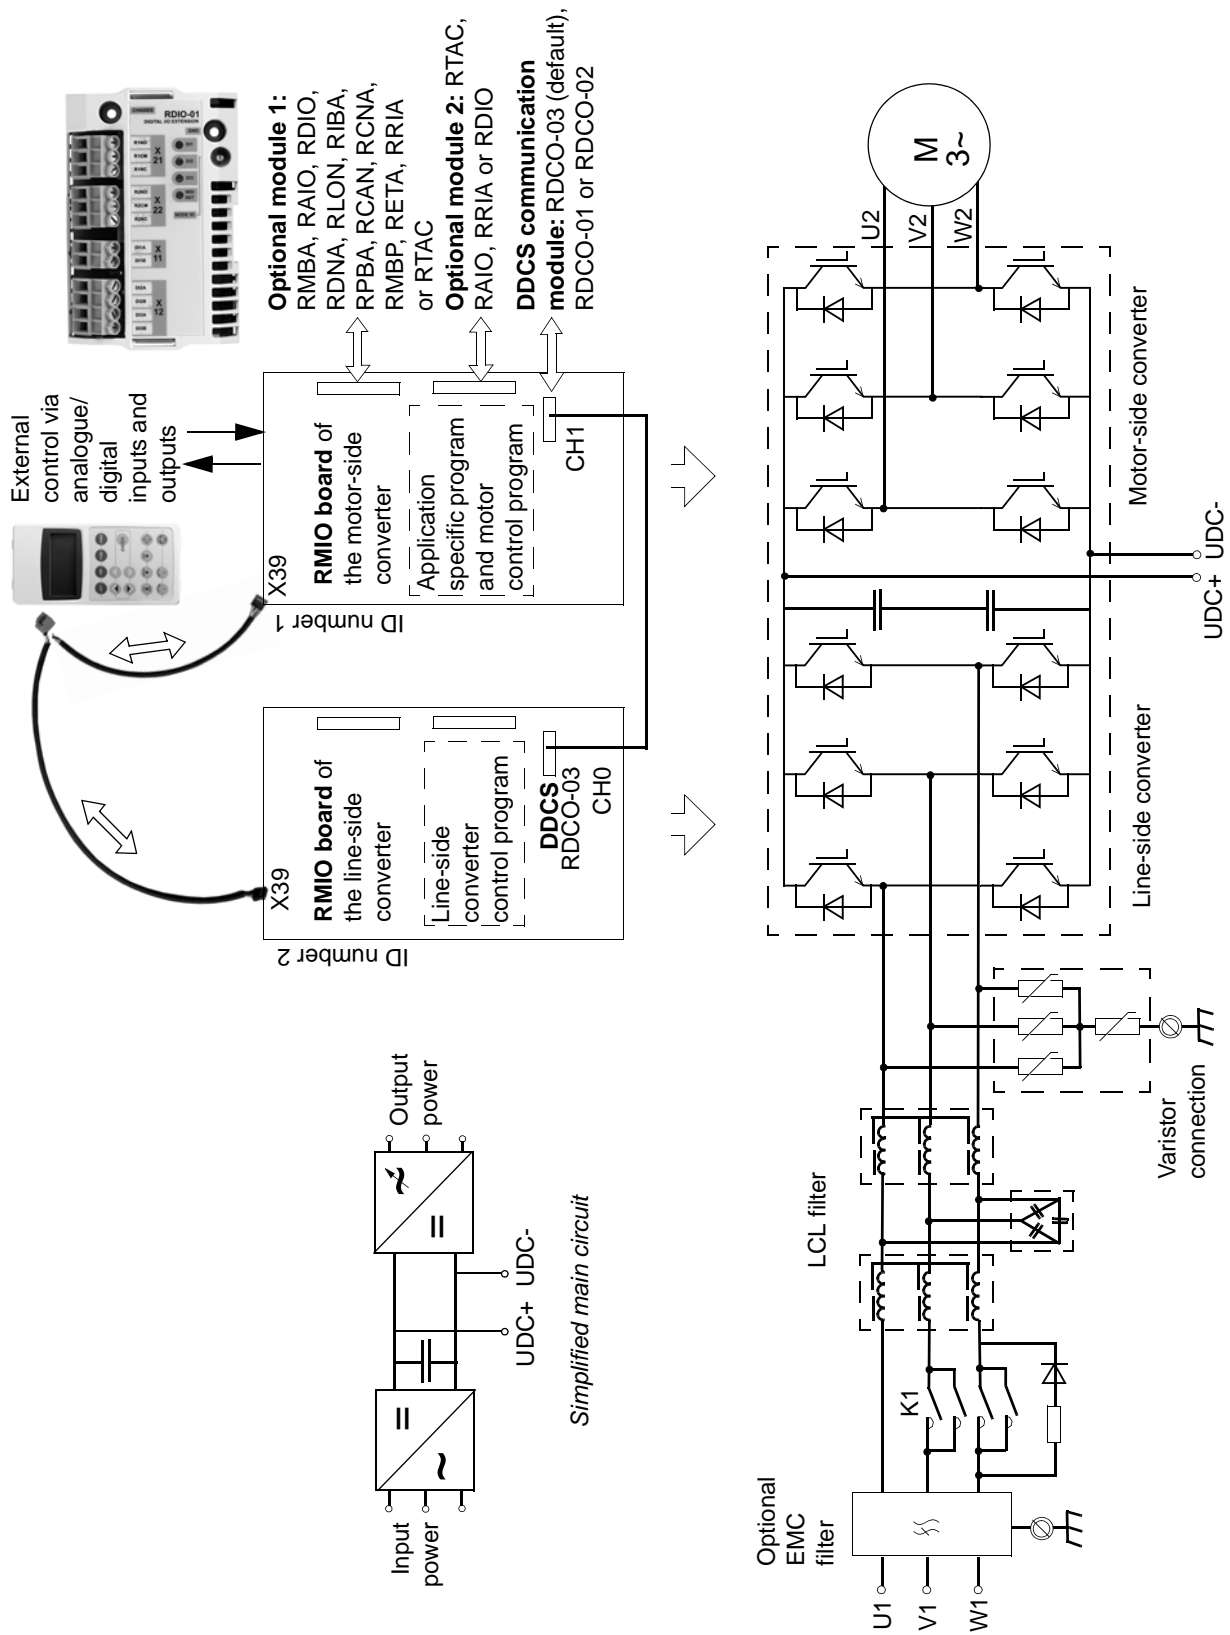 External
control via
analogue/
digital
inputs and
outputs
CHASSIS
RDIO-01
DIGITAL I/O EXTENSION
X
21
X
22
X
11
X
12
NODE ID
Optional module 1:
RMBA, RAIO, RDIO,
RDNA, RLON, RIBA,
RPBA, RCAN, RCNA,
RMBP, RETA, RRIA
or RTAC
Optional module 2: RTAC,
RAIO, RRIA or RDIO
DDCS communication
module: RDCO-03 (default),
RDCO-01 or RDCO-02
ID number 2
X39
RMIO board of
the line-side
converter
Line-side
converter
control program
DDCS
RDCO-03
CH0
ID number 1
X39
RMIO board of
the motor-side
converter
Application
specific program
and motor
control program
CH1
Input
power
~
=
=
~
Output
power
UDC+
UDC-
Simplified main circuit
Optional
EMC
filter
U1
V1
W1
K1
LCL filter
Varistor
connection
Line-side converter
UDC+
UDC-
Motor-side converter
U2
V2
W2
M
3~